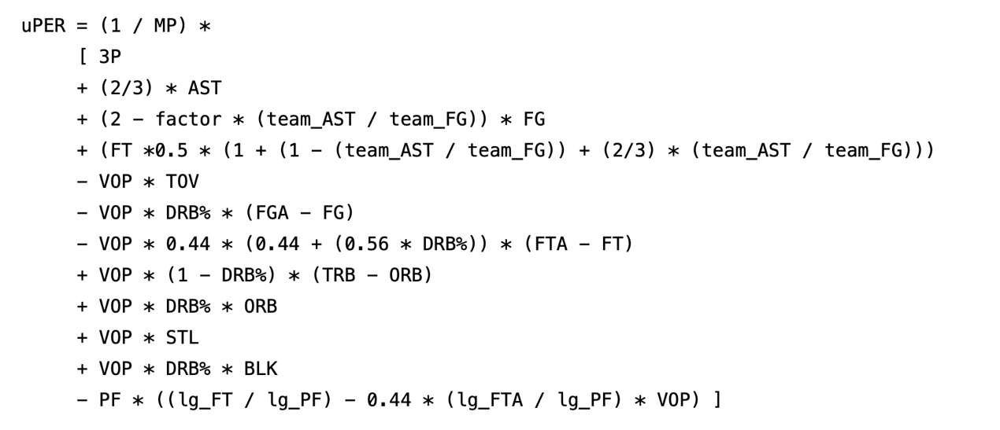 uPER = (1 / MP) *
[ 3P
+ (2/3) * AST
+ (2 - factor * (team_AST / team_FG)) * FG
+ (FT *0.5 * (1 + (1 - (team_AST / team_FG)) + (2/3) * (team_AST / team_FG)))
- VOP * TOV
- VOP * DRB% * (FGA - FG)
- VOP * 0.44 * (0.44 + (0.56 * DRB%)) * (FTA - FT)
+ VOP * (1 - DRB%) * (TRB - ORB)
+ VOP * DRB% * ORB
+ VOP * STL
+ VOP * DRB% * BLK
- PF * ((lg_FT / lg_PF) - 0.44 * (lg_FTA / lg_PF) * VOP) ]